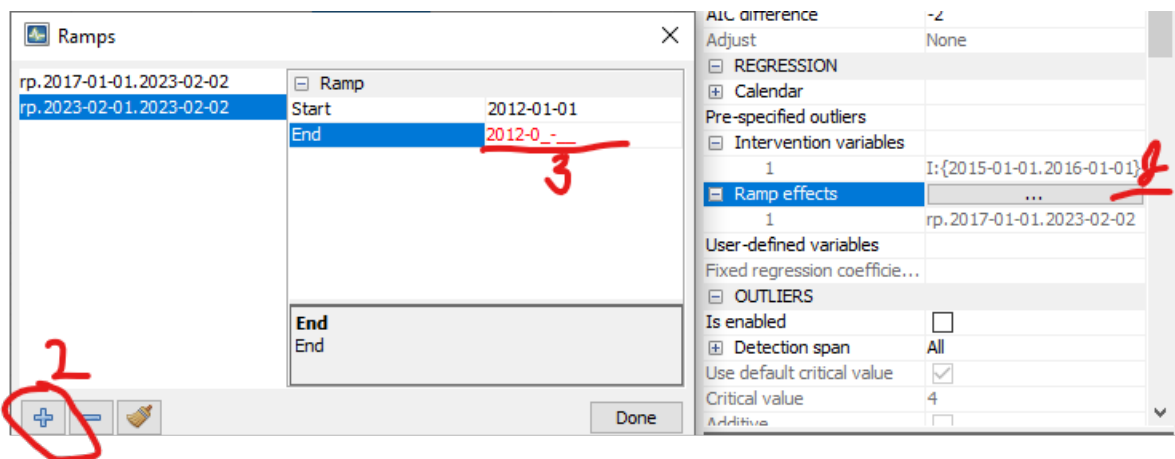 Ramps
rp.2017-01-01.2023-02-02
rp.2023-02-01.2023-02-02
Ramp
Start 2012-01-01
End 2012-0_-__
3
End
End
2
Done
AIC difference -2
Adjust None
REGRESSION
Calendar
Pre-specified outliers
Intervention variables
1 I:{2015-01-01.2016-01-01}
Ramp effects ...
1 rp.2017-01-01.2023-02-02
User-defined variables
Fixed regression coefficie...
OUTLIERS
Is enabled
Detection span All
Use default critical value
Critical value 4
Additive